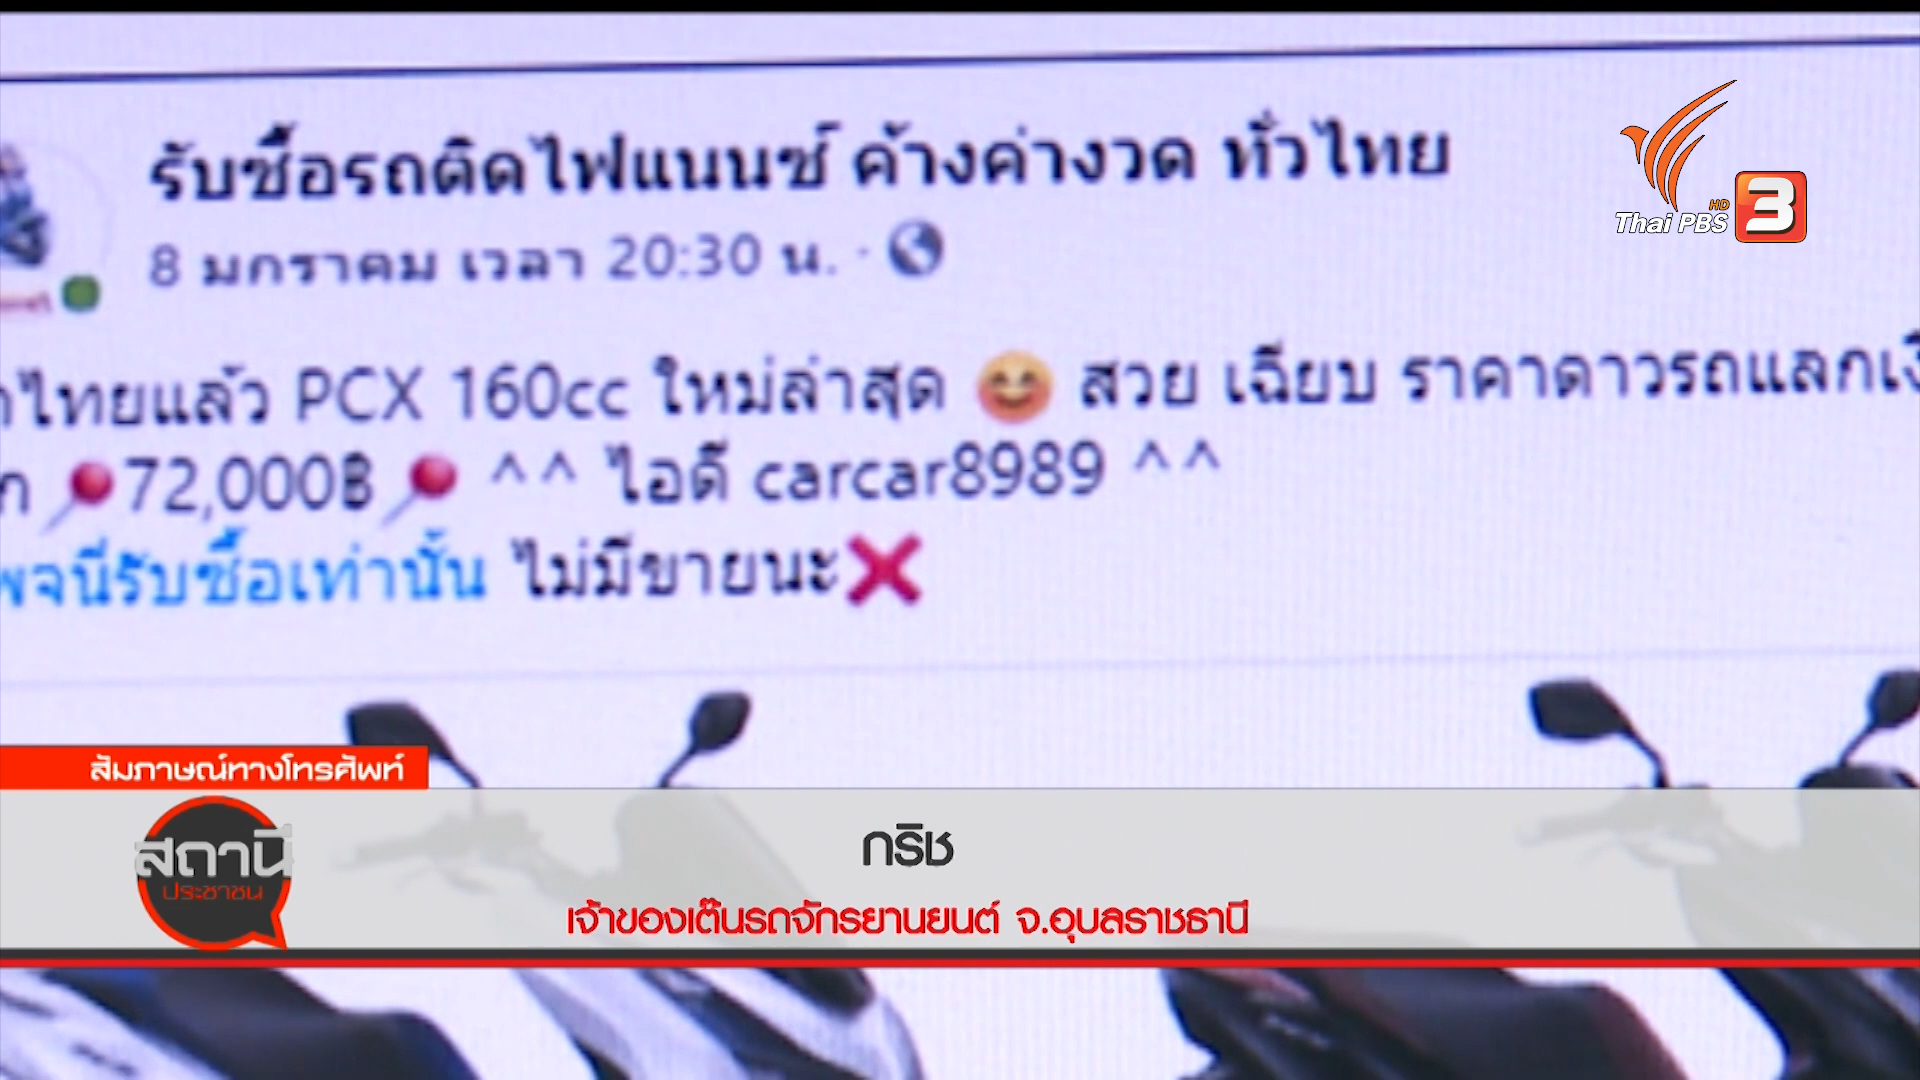 รับซื้อรถติดไฟแนนซ์ ค้างค่างวด ทั่วไทย
8 มกราคม เวลา 20:30 น.
Thai PBS HD 3
ไทยแล้ว PCX 160cc ใหม่ล่าสุด 😊 สวย เฉียบ ราคาดาวรถแลกเงิ
📍72,000฿📍 ^^ ไอดี carcar8989 ^^
พจนี้รับซื้อเท่านั้น ไม่มีขายนะ❌
สัมภาษณ์ทางโทรศัพท์
สถานี
ประชาชน
กริช
เจ้าของเต๊นรถจักรยานยนต์ จ.อุบลราชธานี